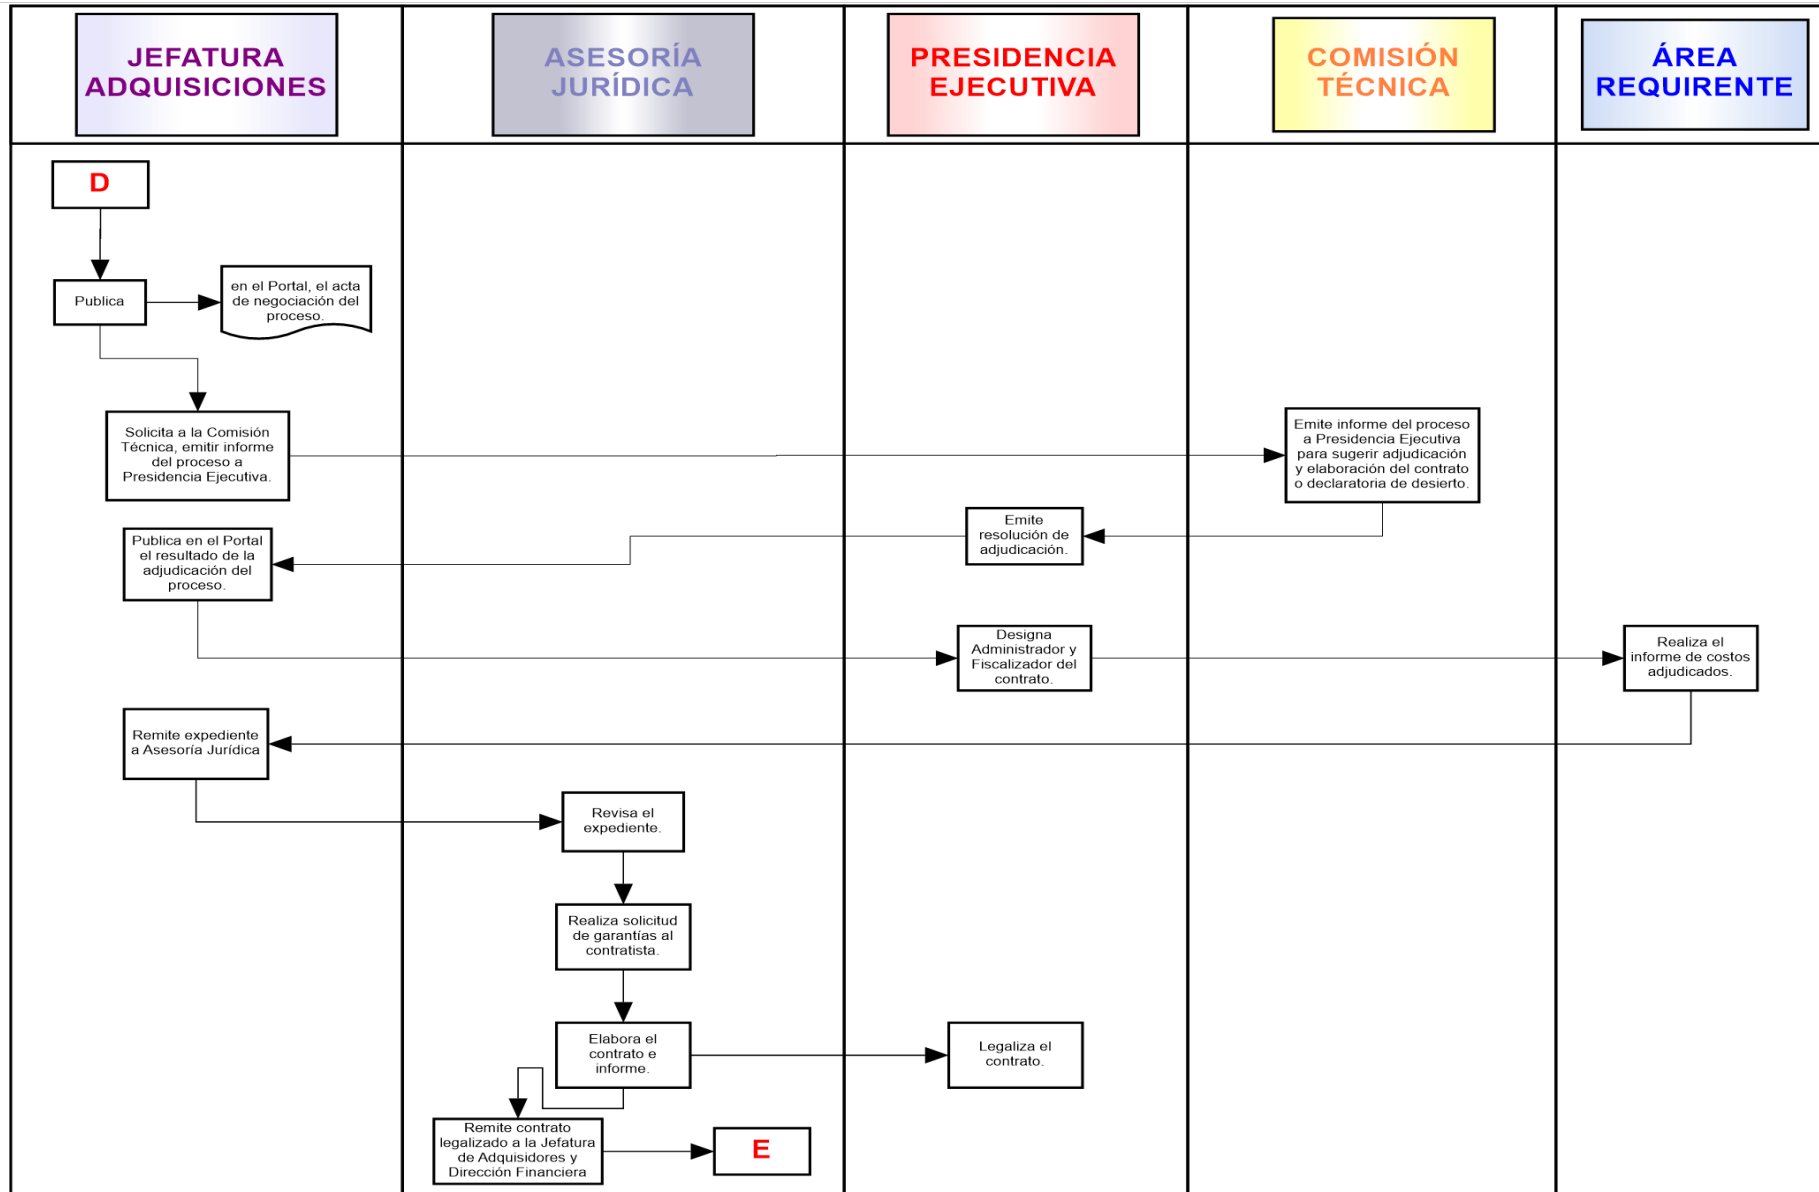 JEFATURA
ADQUISICIONES
ASESORÍA
JURÍDICA
PRESIDENCIA
EJECUTIVA
COMISIÓN
TÉCNICA
ÁREA
REQUIRENTE
D
Publica
en el Portal, el acta
de negociación del
proceso.
Solicita a la Comisión
Técnica, emitir informe
del proceso a
Presidencia Ejecutiva.
Emite informe del proceso
a Presidencia Ejecutiva
para sugerir adjudicación
y elaboración del contrato
o declaratoria de desierto.
Emite
resolución de
adjudicación.
Publica en el Portal
el resultado de la
adjudicación del
proceso.
Designa
Administrador y
Fiscalizador del
contrato.
Realiza el
informe de costos
adjudicados.
Remite expediente
a Asesoría Jurídica
Revisa el
expediente.
Realiza solicitud
de garantías al
contratista.
Elabora el
contrato e
informe.
Legaliza el
contrato.
Remite contrato
legalizado a la Jefatura
de Adquisidores y
Dirección Financiera
E